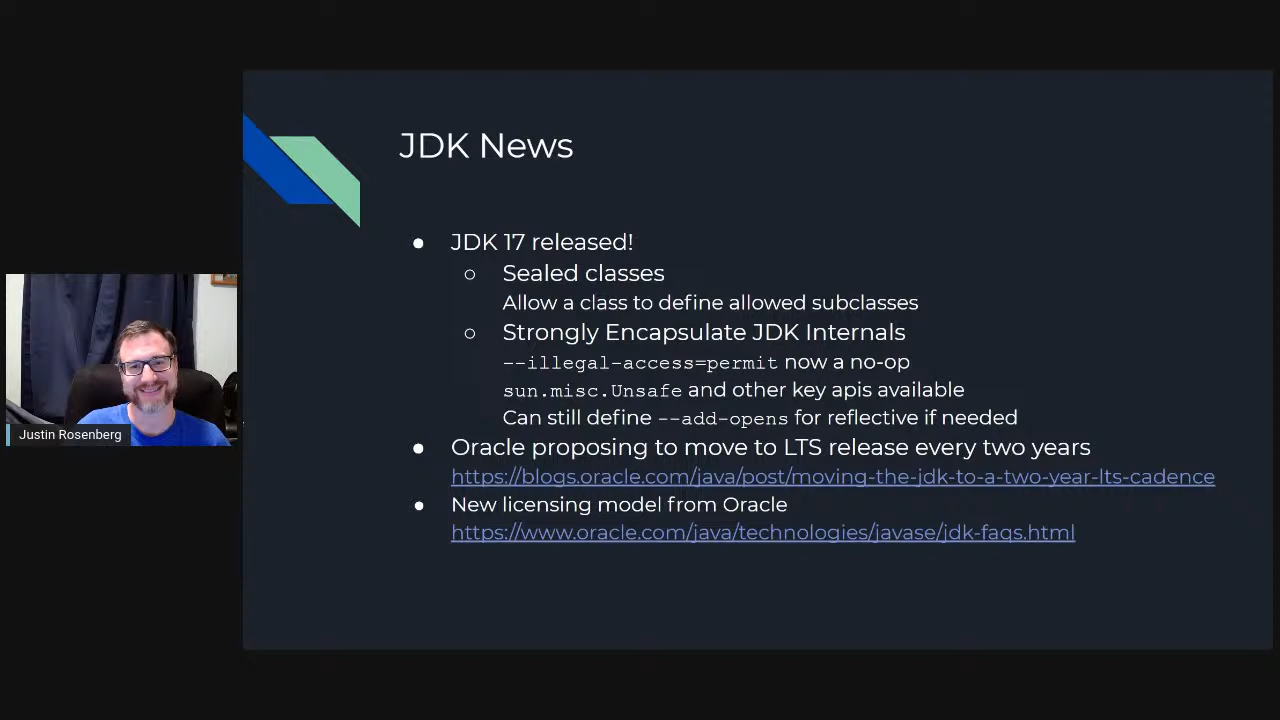 JDK News
● JDK 17 released!
○ Sealed classes
Allow a class to define allowed subclasses
○ Strongly Encapsulate JDK Internals
--illegal-access=permit now a no-op
sun.misc.Unsafe and other key apis available
Can still define --add-opens for reflective if needed
● Oracle proposing to move to LTS release every two years
https://blogs.oracle.com/java/post/moving-the-jdk-to-a-two-year-lts-cadence
● New licensing model from Oracle
https://www.oracle.com/java/technologies/javase/jdk-faqs.html
Justin Rosenberg